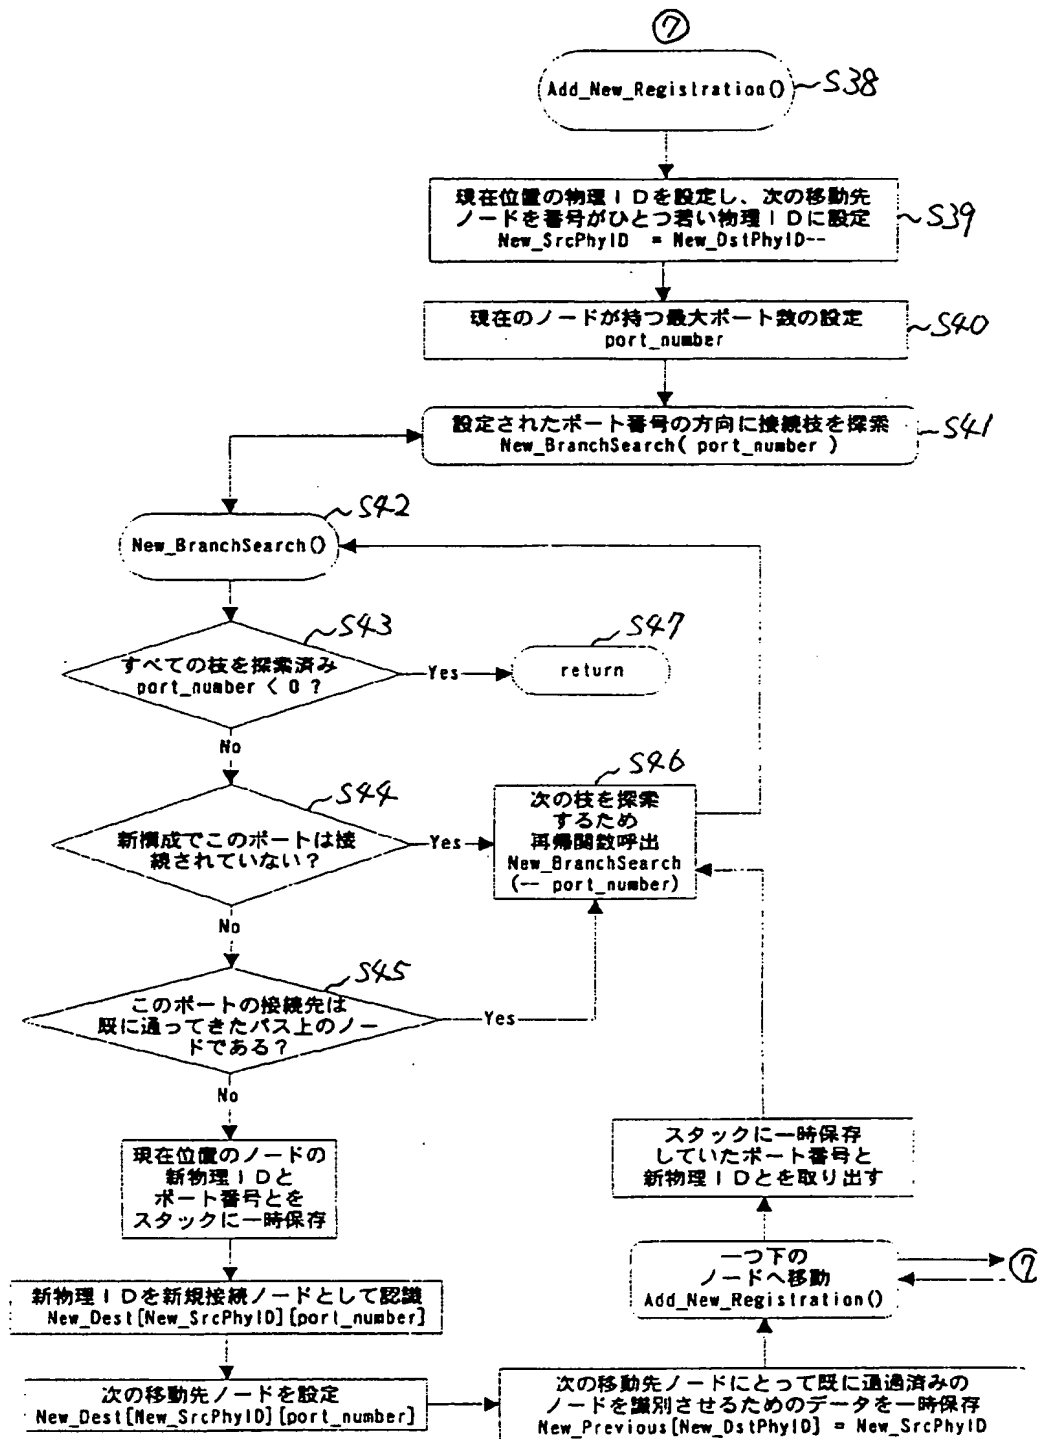 ⑦
Add_New_Registration()
S38
現在位置の物理IDを設定し、次の移動先
ノードを番号がひとつ若い物理IDに設定
New_SrcPhyID = New_DstPhyID--
S39
現在のノードが持つ最大ポート数の設定
port_number
S40
設定されたポート番号の方向に接続枝を探索
New_BranchSearch( port_number )
S41
S42
New_BranchSearch()
S43
すべての枝を探索済み
port_number < 0 ?
Yes
S47
return
No
S44
新構成でこのポートは接
続されていない?
Yes
S46
次の枝を探索
するため
再帰関数呼出
New_BranchSearch
(-- port_number)
No
S45
このポートの接続先は
既に通ってきたパス上のノー
ドである?
Yes
No
現在位置のノードの
新物理IDと
ポート番号とを
スタックに一時保存
スタックに一時保存
していたポート番号と
新物理IDとを取り出す
一つ下の
ノードへ移動
Add_New_Registration()
⑦
新物理IDを新規接続ノードとして認識
New_Dest[New_SrcPhyID][port_number]
次の移動先ノードを設定
New_Dest[New_SrcPhyID][port_number]
次の移動先ノードにとって既に通過済みの
ノードを識別させるためのデータを一時保存
New_Previous[New_DstPhyID] = New_SrcPhyID